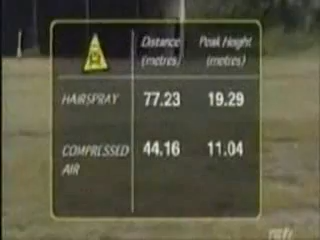 Distance Peak Height
(metres) (metres)
HAIRSPRAY 77.23 19.29
COMPRESSED 44.16 11.04
AIR